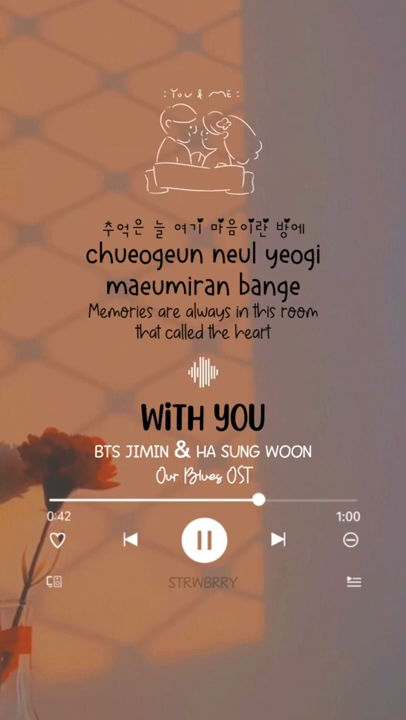 :YOU & ME:
추억은 늘 여기 마음이란 방에
chueogeun neul yeogi
maeumiran bange
Memories are always in this room
that called the heart
WiTH YOU
BTS JIMIN & HA SUNG WOON
Our Blues OST
0:42 1:00
STRWBRRY